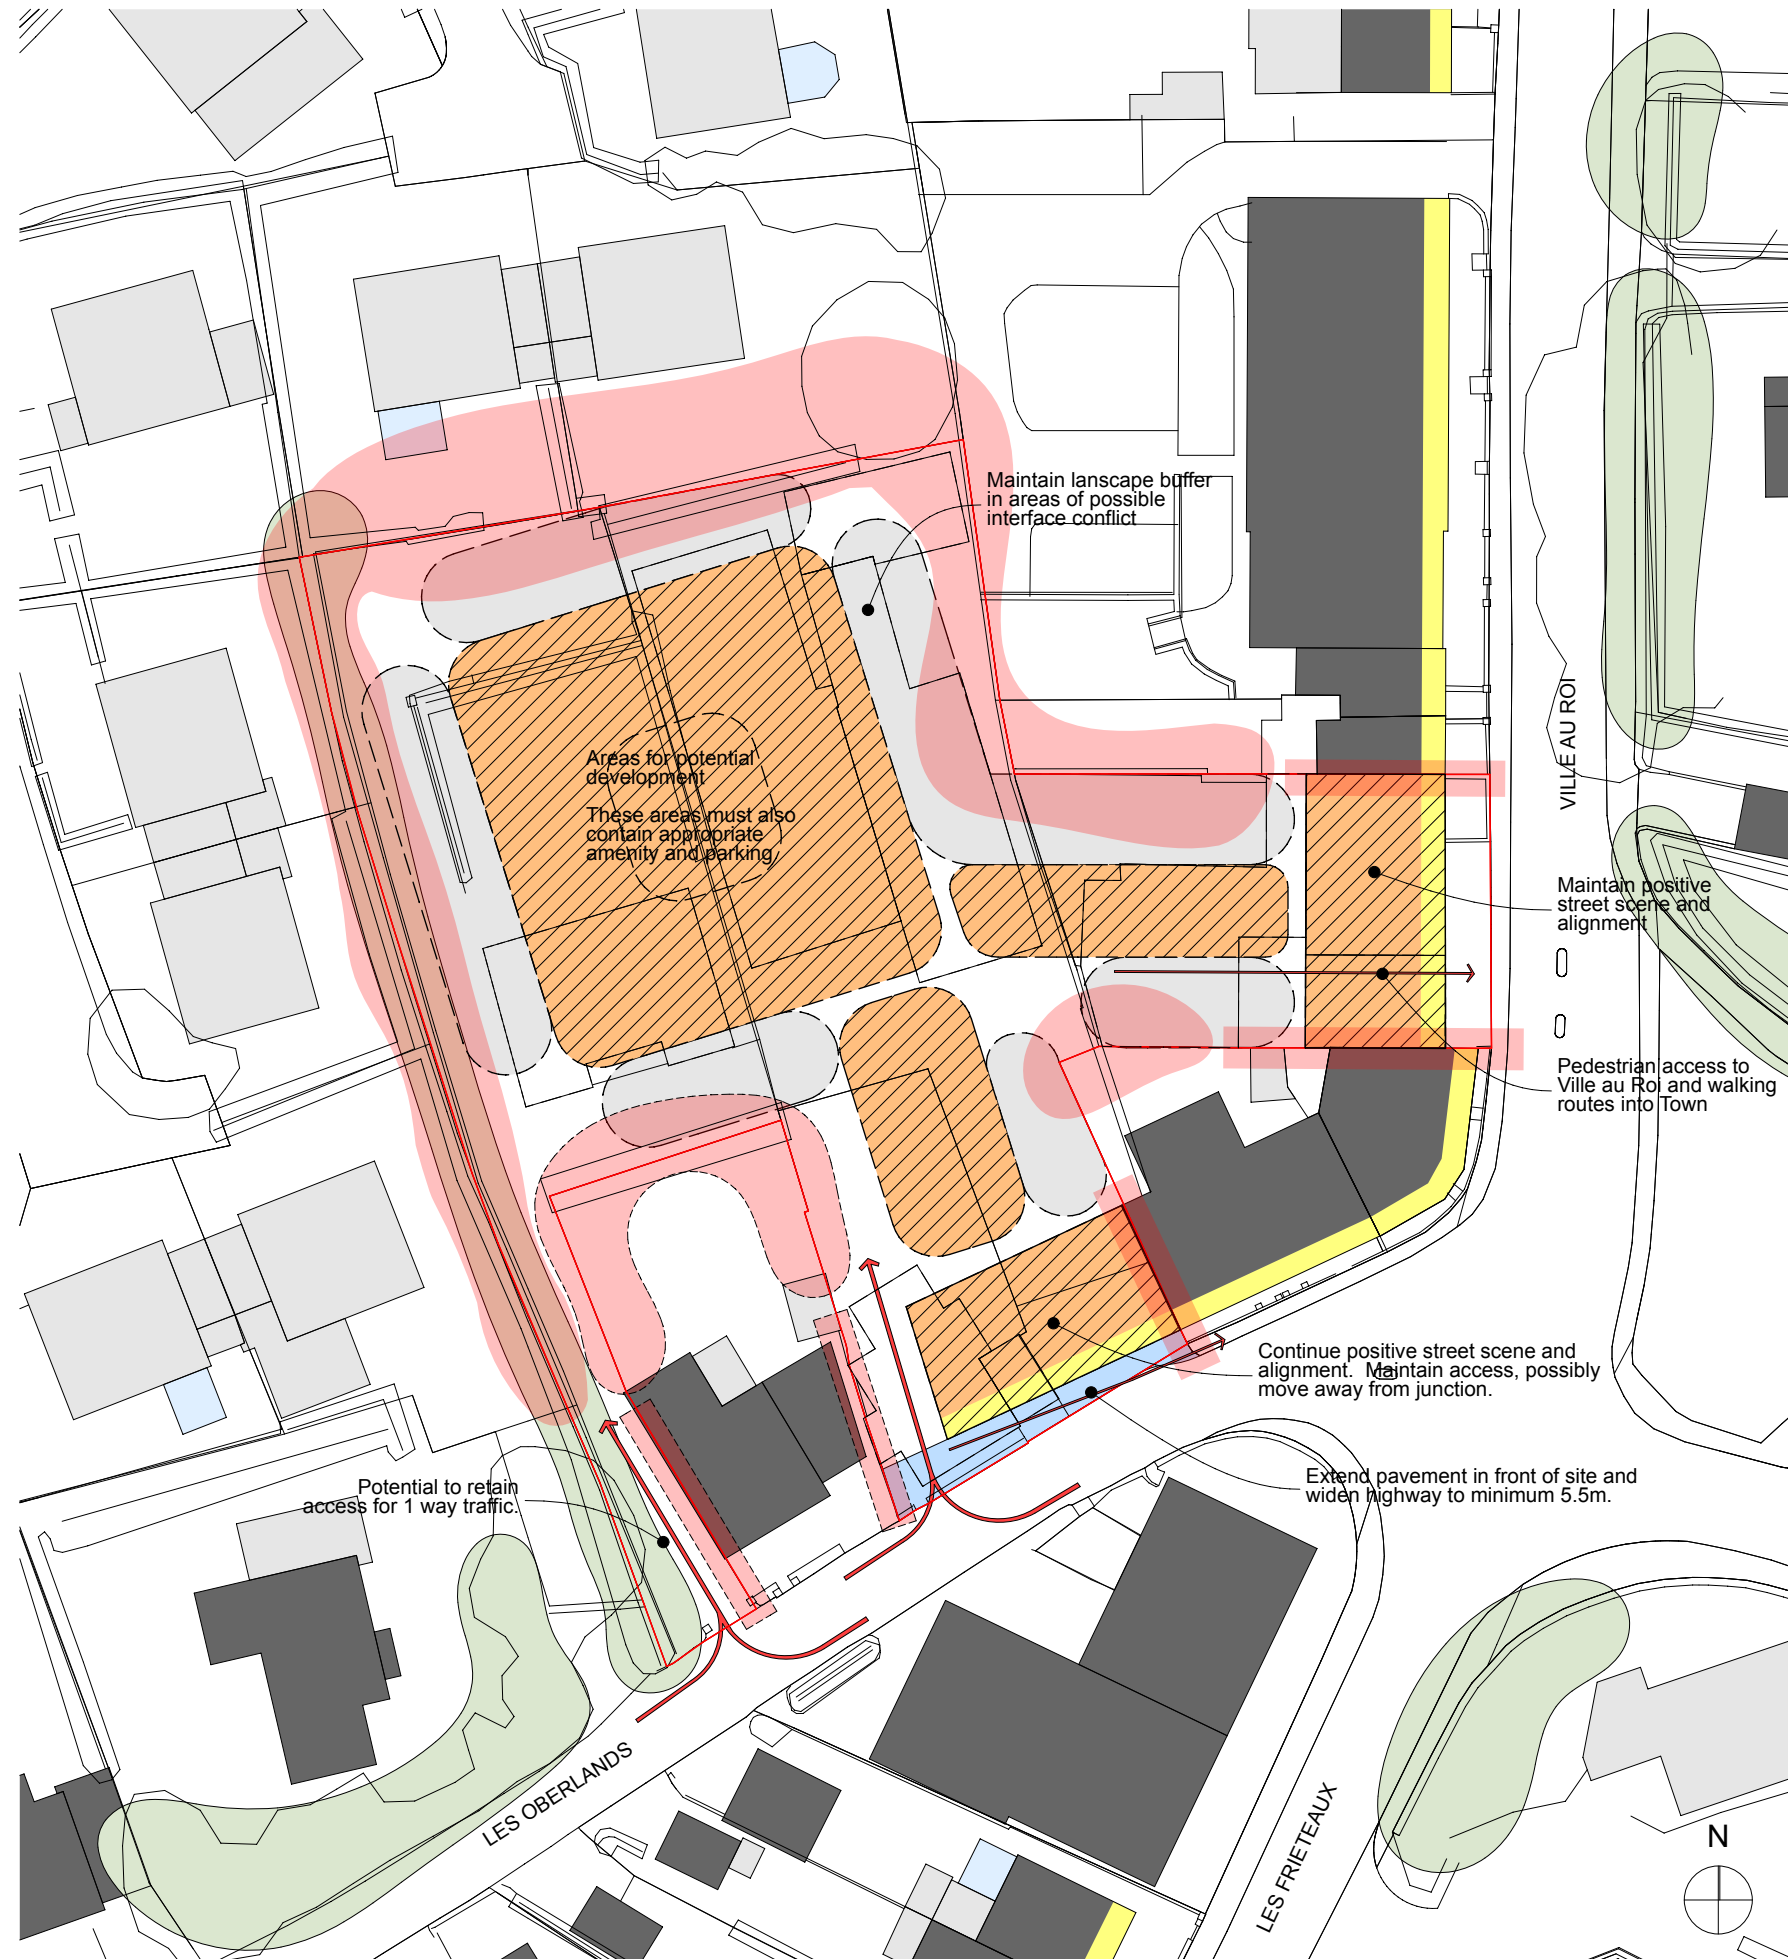 Maintain lanscape buffer
in areas of possible
interface conflict
VILLE AU ROI
Areas for potential
development
These areas must also
contain appropriate
amenity and parking
Maintain positive
street scene and
alignment
Pedestrian access to
Ville au Roi and walking
routes into Town
Continue positive street scene and
alignment. Maintain access, possibly
move away from junction.
Potential to retain
access for 1 way traffic.
Extend pavement in front of site and
widen highway to minimum 5.5m.
LES OBERLANDS
LES FRIETEAUX
N